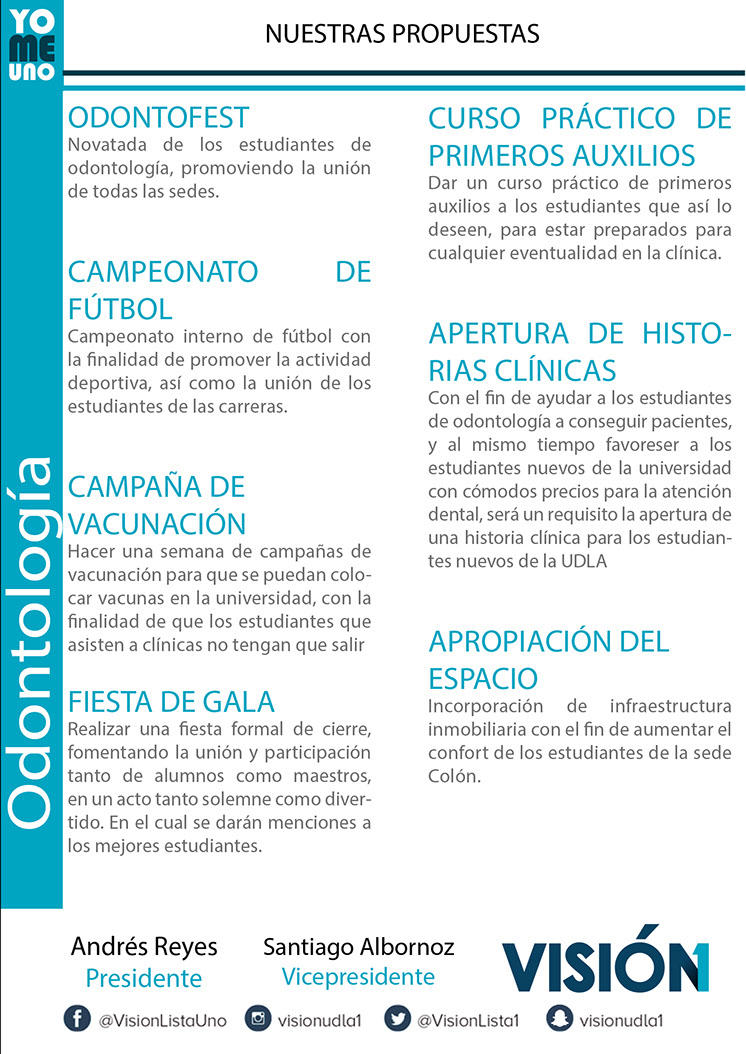 YO
ME
UNO
NUESTRAS PROPUESTAS
Odontología
ODONTOFEST
Novatada de los estudiantes de
odontología, promoviendo la unión
de todas las sedes.
CAMPEONATO DE
FÚTBOL
Campeonato interno de fútbol con
la finalidad de promover la actividad
deportiva, así como la unión de los
estudiantes de las carreras.
CAMPAÑA DE
VACUNACIÓN
Hacer una semana de campañas de
vacunación para que se puedan colo-
car vacunas en la universidad, con la
finalidad de que los estudiantes que
asisten a clínicas no tengan que salir
FIESTA DE GALA
Realizar una fiesta formal de cierre,
fomentando la unión y participación
tanto de alumnos como maestros,
en un acto tanto solemne como diver-
tido. En el cual se darán menciones a
los mejores estudiantes.
CURSO PRÁCTICO DE
PRIMEROS AUXILIOS
Dar un curso práctico de primeros
auxilios a los estudiantes que así lo
deseen, para estar preparados para
cualquier eventualidad en la clínica.
APERTURA DE HISTO-
RIAS CLÍNICAS
Con el fin de ayudar a los estudiantes
de odontología a conseguir pacientes,
y al mismo tiempo favoreser a los
estudiantes nuevos de la universidad
con cómodos precios para la atención
dental, será un requisito la apertura de
una historia clínica para los estudian-
tes nuevos de la UDLA
APROPIACIÓN DEL
ESPACIO
Incorporación de infraestructura
inmobiliaria con el fin de aumentar el
confort de los estudiantes de la sede
Colón.
Andrés Reyes
Presidente
Santiago Albornoz
Vicepresidente
VISIÓN1
@VisionListaUno visionudla1 @VisionLista1 visionudla1